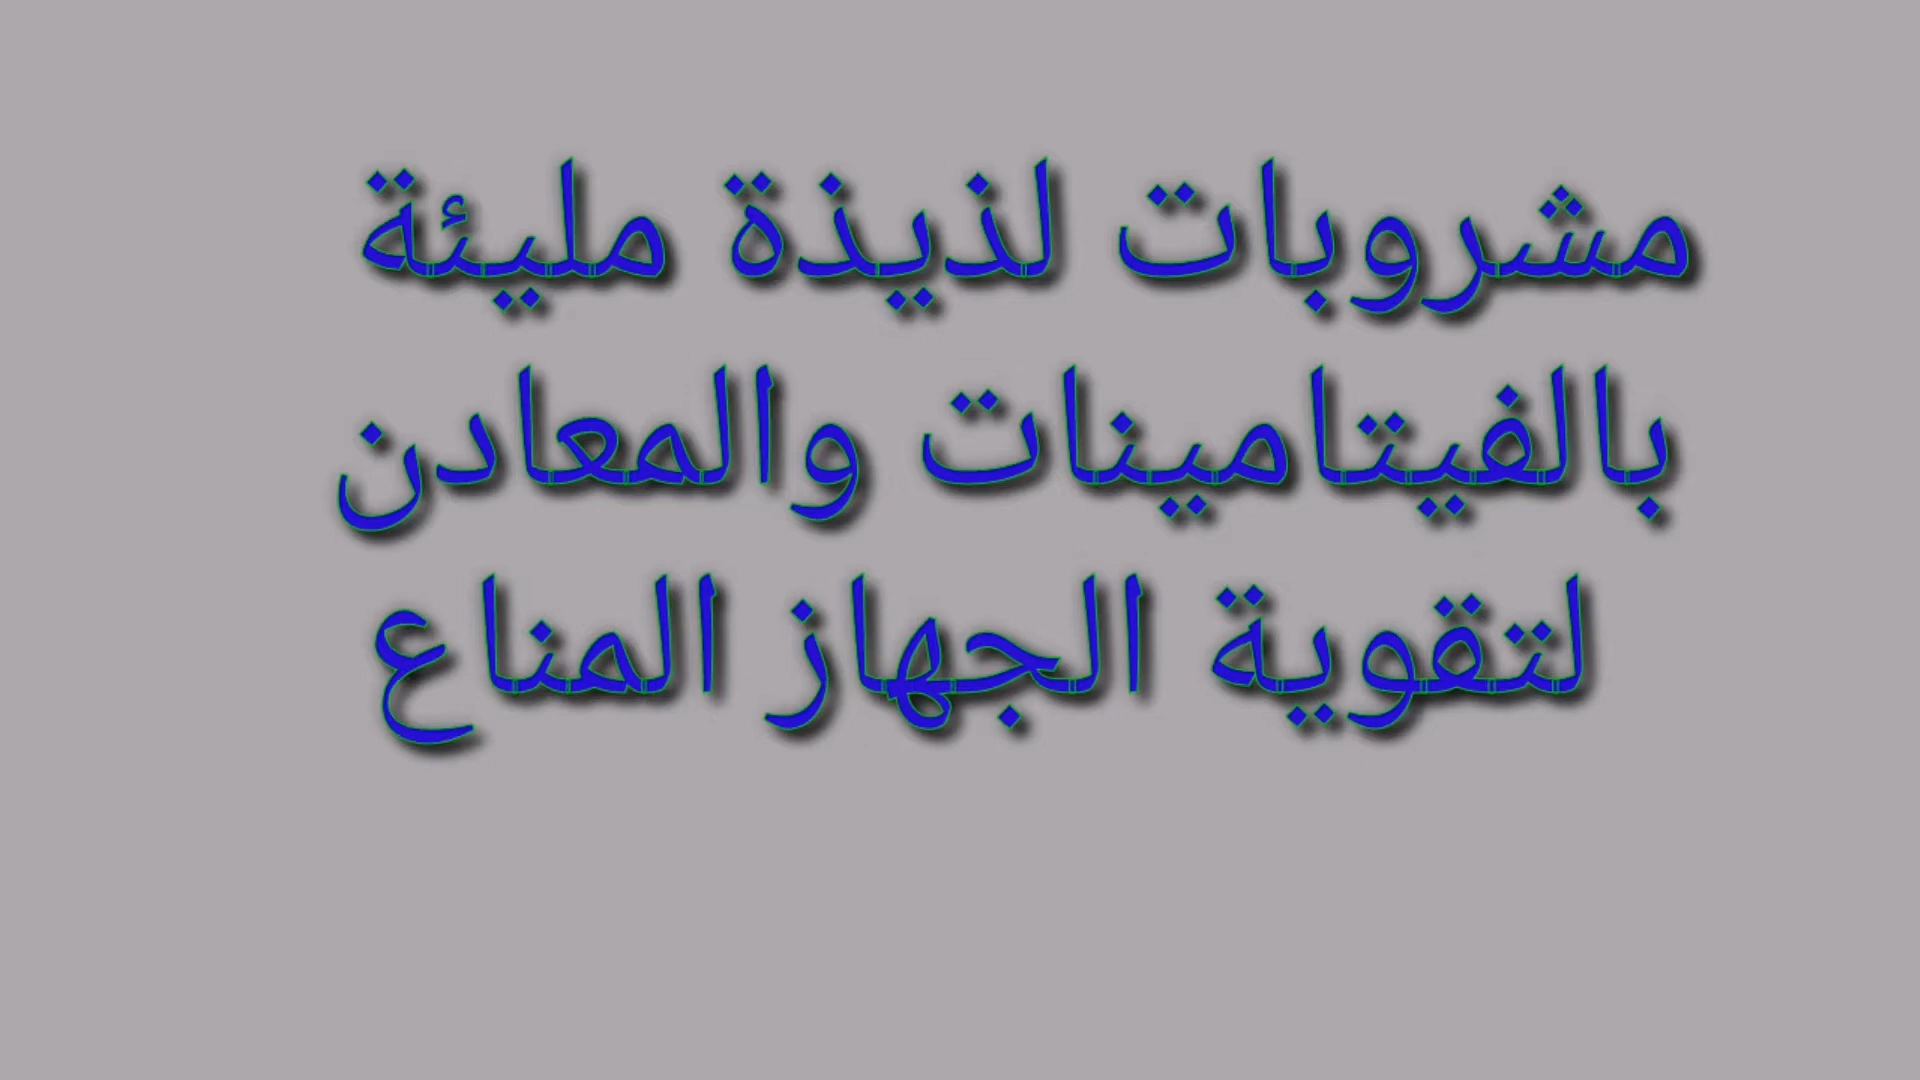 مشروبات لذيذة مليئة
بالفيتامينات والمعادن
لتقوية الجهاز المناع